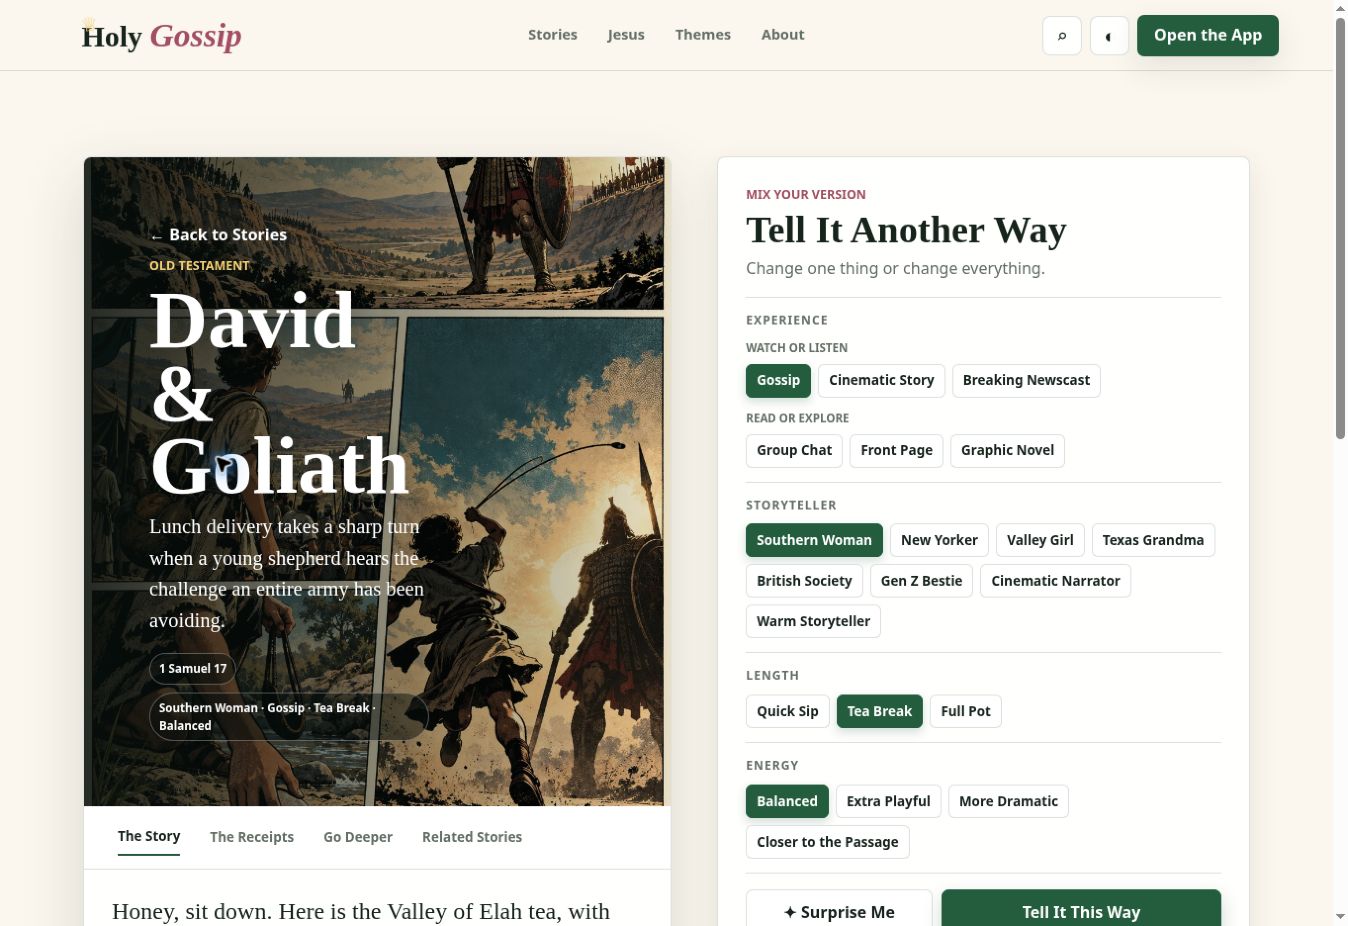 Holy Gossip
Stories
Jesus
Themes
About
Open the App
← Back to Stories
OLD TESTAMENT
David
&
Goliath
Lunch delivery takes a sharp turn
when a young shepherd hears the
challenge an entire army has been
avoiding.
1 Samuel 17
Southern Woman · Gossip · Tea Break ·
Balanced
The Story
The Receipts
Go Deeper
Related Stories
Honey, sit down. Here is the Valley of Elah tea, with
MIX YOUR VERSION
Tell It Another Way
Change one thing or change everything.
EXPERIENCE
WATCH OR LISTEN
Gossip
Cinematic Story
Breaking Newscast
READ OR EXPLORE
Group Chat
Front Page
Graphic Novel
STORYTELLER
Southern Woman
New Yorker
Valley Girl
Texas Grandma
British Society
Gen Z Bestie
Cinematic Narrator
Warm Storyteller
LENGTH
Quick Sip
Tea Break
Full Pot
ENERGY
Balanced
Extra Playful
More Dramatic
Closer to the Passage
✦ Surprise Me
Tell It This Way